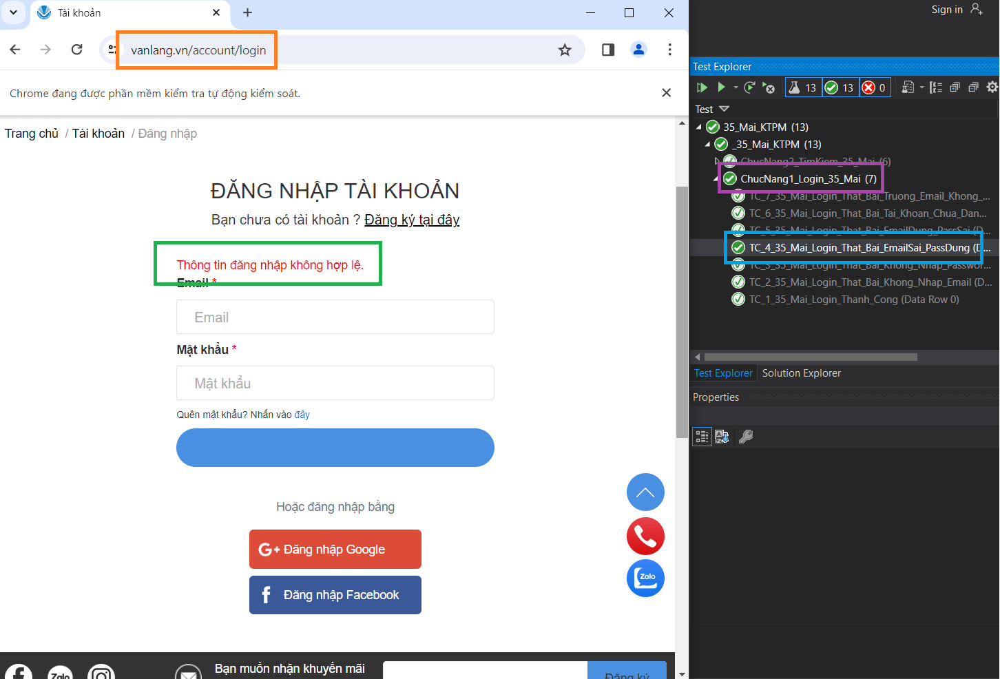 Tài khoản
vanlang.vn/account/login
Chrome đang được phần mềm kiểm tra tự động kiểm soát.
Trang chủ / Tài khoản / Đăng nhập
ĐĂNG NHẬP TÀI KHOẢN
Bạn chưa có tài khoản ? Đăng ký tại đây
Thông tin đăng nhập không hợp lệ.
Email *
Email
Mật khẩu *
Mật khẩu
Quên mật khẩu? Nhấn vào đây
Hoặc đăng nhập bằng
G+ Đăng nhập Google
f Đăng nhập Facebook
Zalo
Zalo
Bạn muốn nhận khuyến mãi
Đăng ký
Sign in
Test Explorer
13 13 0
Test
35_Mai_KTPM (13)
_35_Mai_KTPM (13)
ChucNang2_TimKiem_35_Mai (6)
ChucNang1_Login_35_Mai (7)
TC_7_35_Mai_Login_That_Bai_Truong_Email_Khong_...
TC_6_35_Mai_Login_That_Bai_Tai_Khoan_Chua_Dan...
TC_5_35_Mai_Login_That_Bai_EmailDung_PassSai (D...
TC_4_35_Mai_Login_That_Bai_EmailSai_PassDung (D...
TC_3_35_Mai_Login_That_Bai_Khong_Nhap_Passwor...
TC_2_35_Mai_Login_That_Bai_Khong_Nhap_Email (D...
TC_1_35_Mai_Login_Thanh_Cong (Data Row 0)
Test Explorer Solution Explorer
Properties